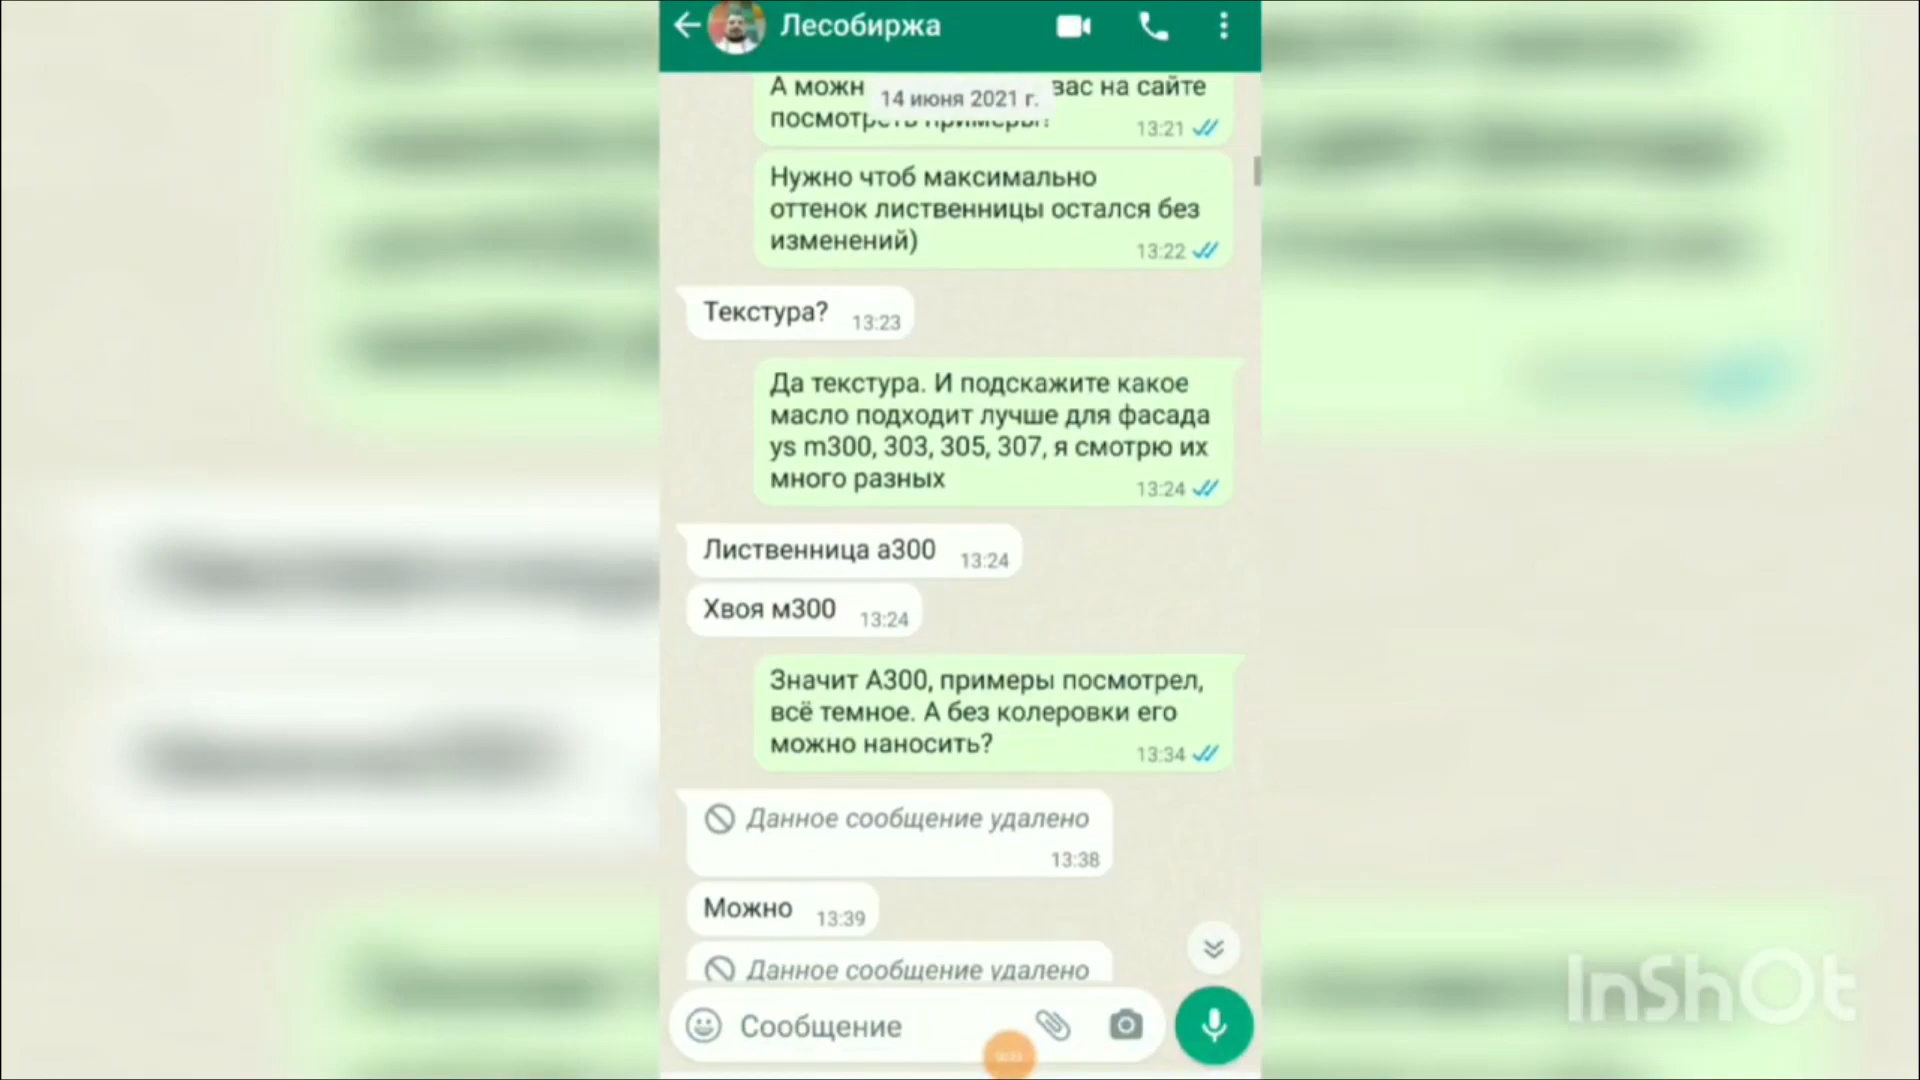 Лесобиржа
А можн вас на сайте
14 июня 2021 г.
посмотреть примеры?
13:21
Нужно чтоб максимально
оттенок лиственницы остался без
изменений)
13:22
Текстура?
13:23
Да текстура. И подскажите какое
масло подходит лучше для фасада
ys m300, 303, 305, 307, я смотрю их
много разных
13:24
Лиственница а300
13:24
Хвоя м300
13:24
Значит А300, примеры посмотрел,
всё темное. А без колеровки его
можно наносить?
13:34
Данное сообщение удалено
13:38
Можно
13:39
Данное сообщение удалено
Сообщение
InShOt